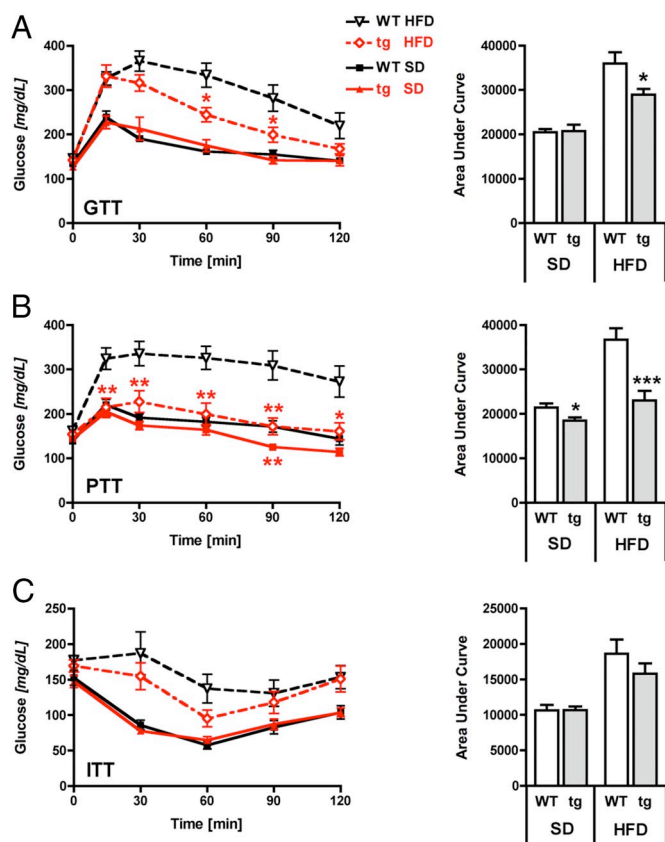 A
WT HFD
tg HFD
WT SD
tg SD
Glucose [mg/dL]
400
300
200
100
0
* *
GTT
0 30 60 90 120
Time [min]
Area Under Curve
40000
30000
20000
10000
0
*
WT tg WT tg
SD HFD
B
Glucose [mg/dL]
400
300
200
100
0
** ** ** ** *
**
PTT
0 30 60 90 120
Time [min]
Area Under Curve
40000
30000
20000
10000
0
* ***
WT tg WT tg
SD HFD
C
Glucose [mg/dL]
250
200
150
100
50
0
ITT
0 30 60 90 120
Time [min]
Area Under Curve
25000
20000
15000
10000
5000
0
WT tg WT tg
SD HFD